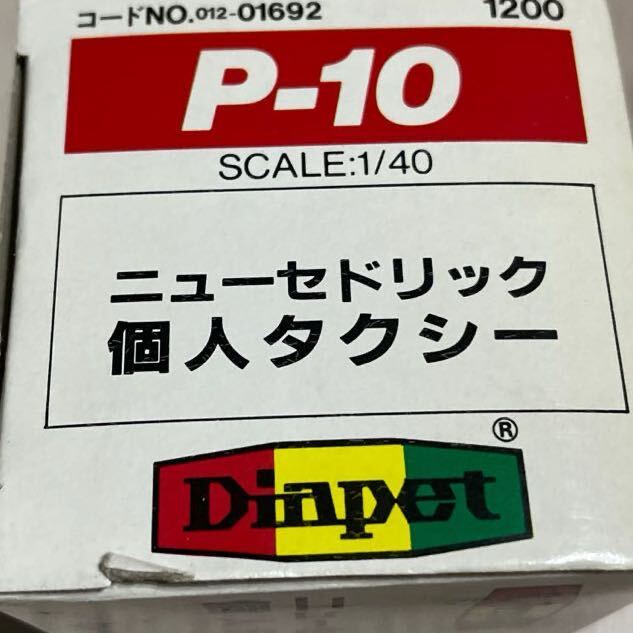 コードNO.012-01692 1200
P-10
SCALE:1/40
ニューセドリック
個人タクシー
®
Diapet